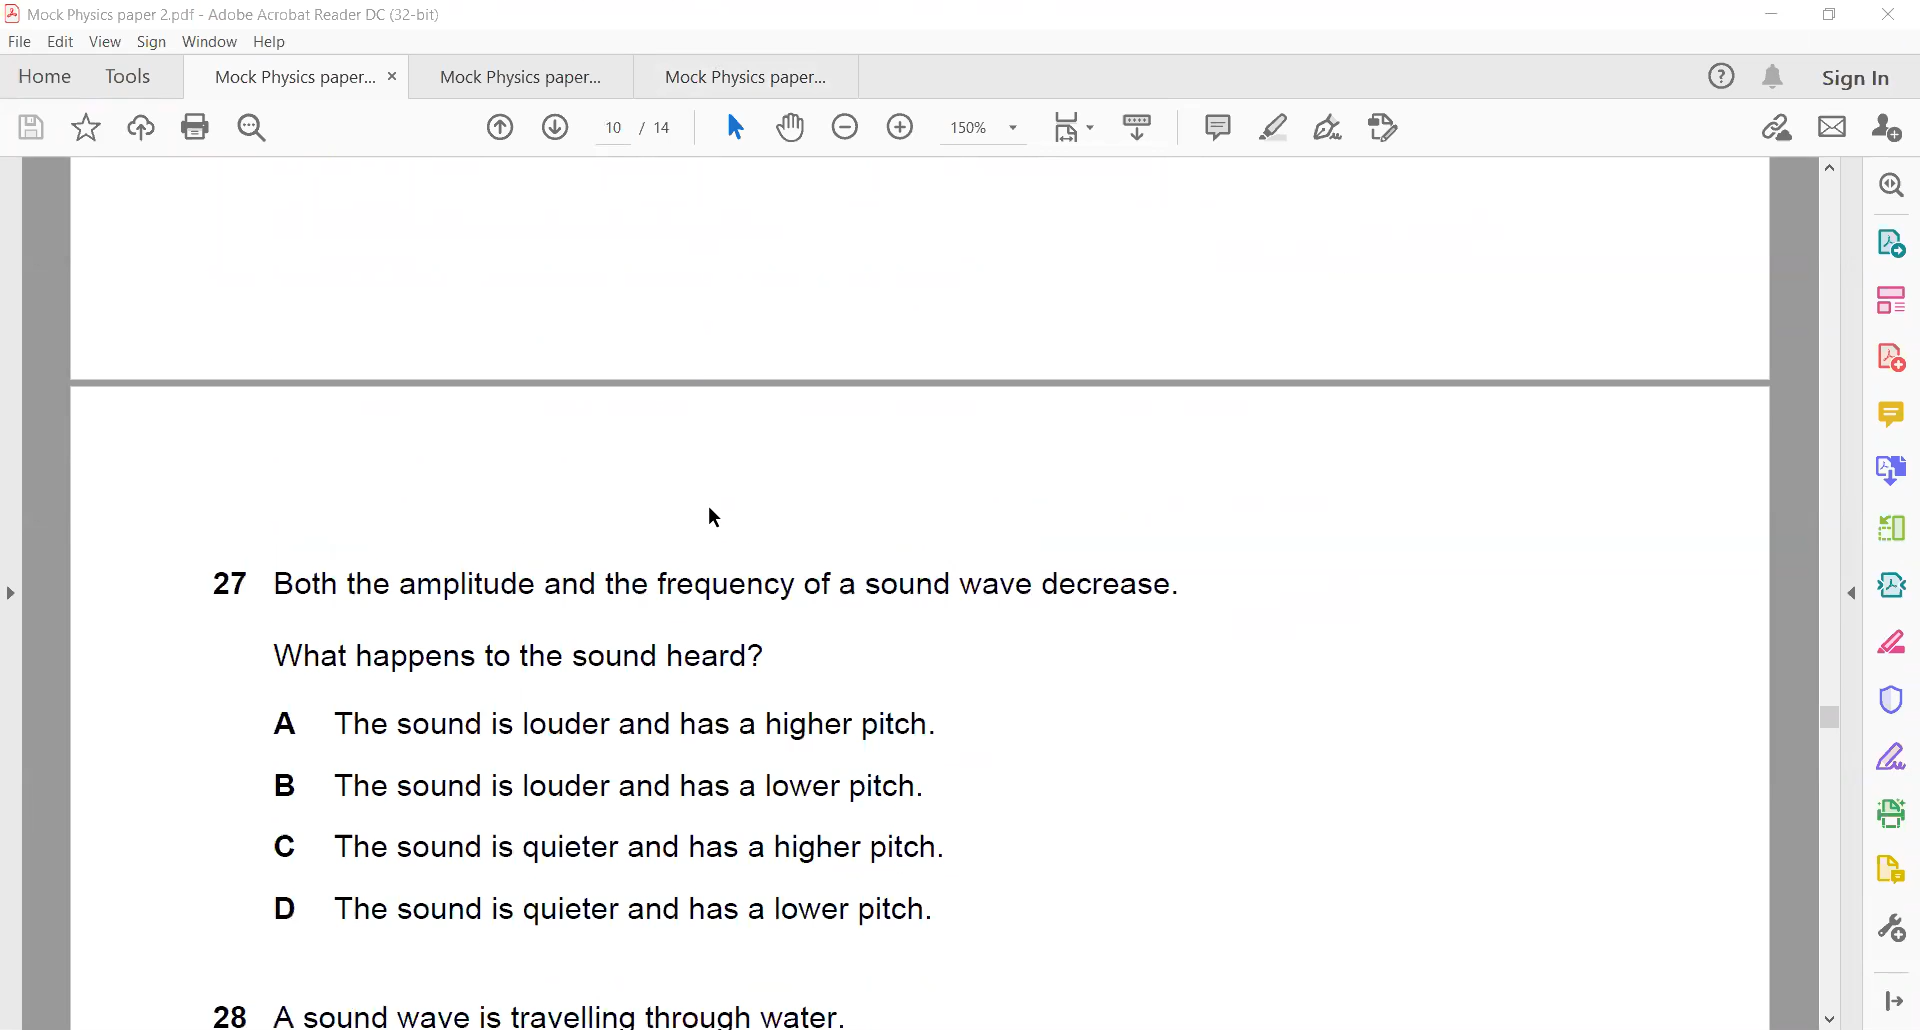 Mock Physics paper 2.pdf - Adobe Acrobat Reader DC (32-bit)
File Edit View Sign Window Help
Home Tools Mock Physics paper... × Mock Physics paper... Mock Physics paper... Sign In
10 / 14 150%
27 Both the amplitude and the frequency of a sound wave decrease.
What happens to the sound heard?
A The sound is louder and has a higher pitch.
B The sound is louder and has a lower pitch.
C The sound is quieter and has a higher pitch.
D The sound is quieter and has a lower pitch.
28 A sound wave is travelling through water.